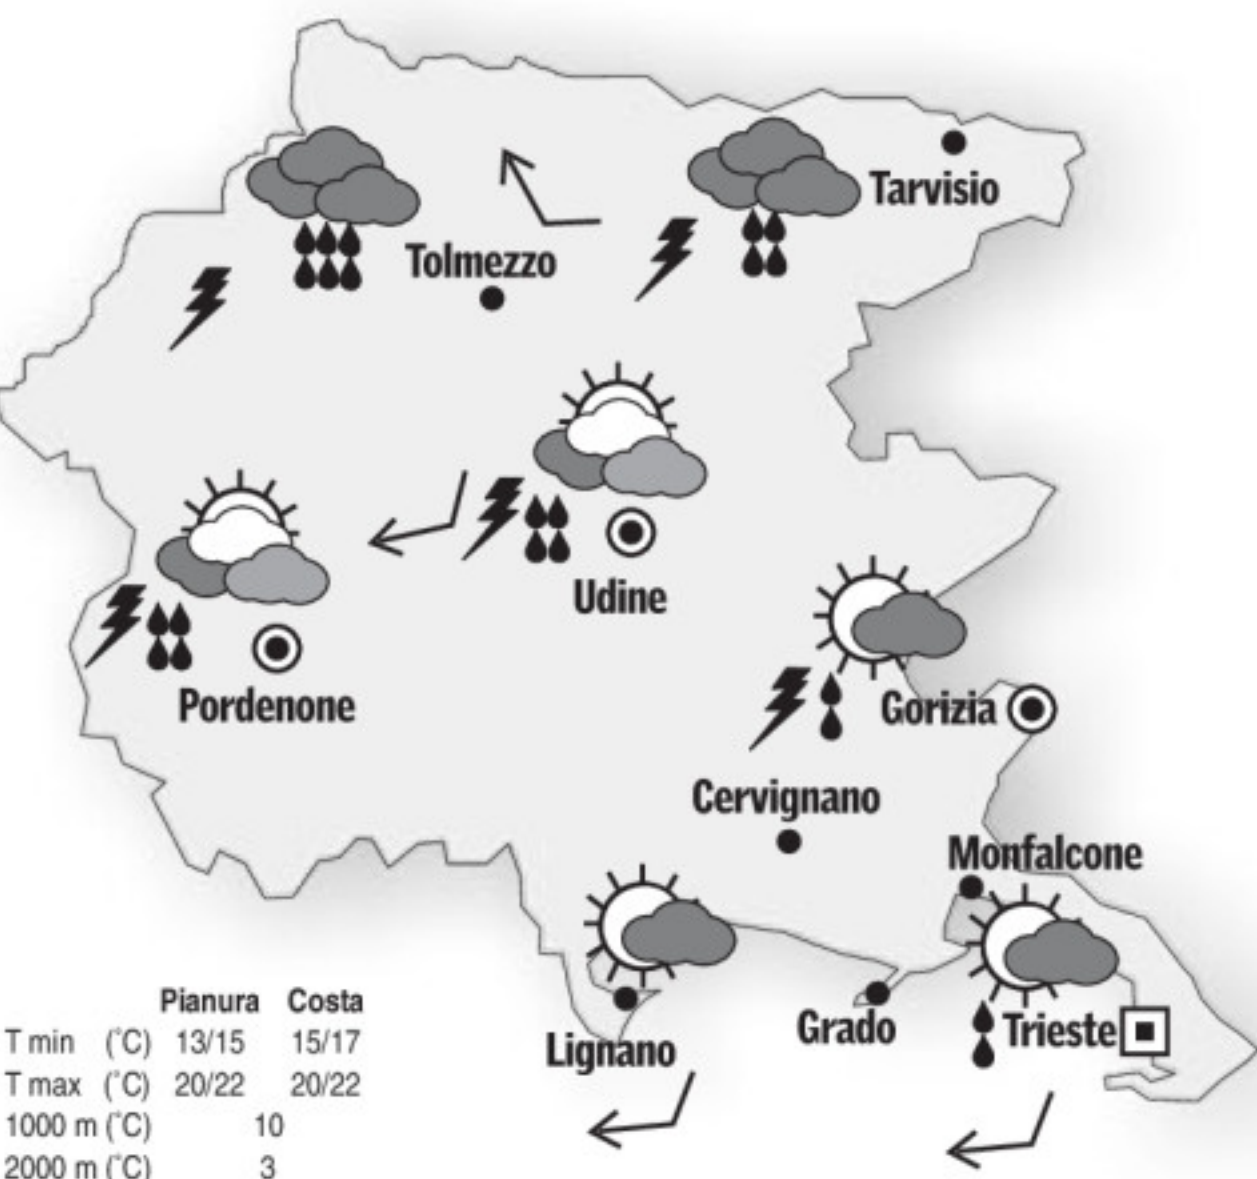 Tarvisio
Tolmezzo
Udine
Pordenone
Gorizia
Cervignano
Monfalcone
Grado
Trieste
Lignano
Pianura Costa
T min (°C) 13/15 15/17
T max (°C) 20/22 20/22
1000 m (°C) 10
2000 m (°C) 3